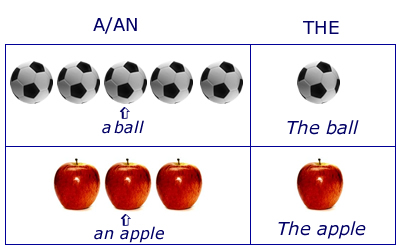 A/AN
THE
a ball
The ball
an apple
The apple